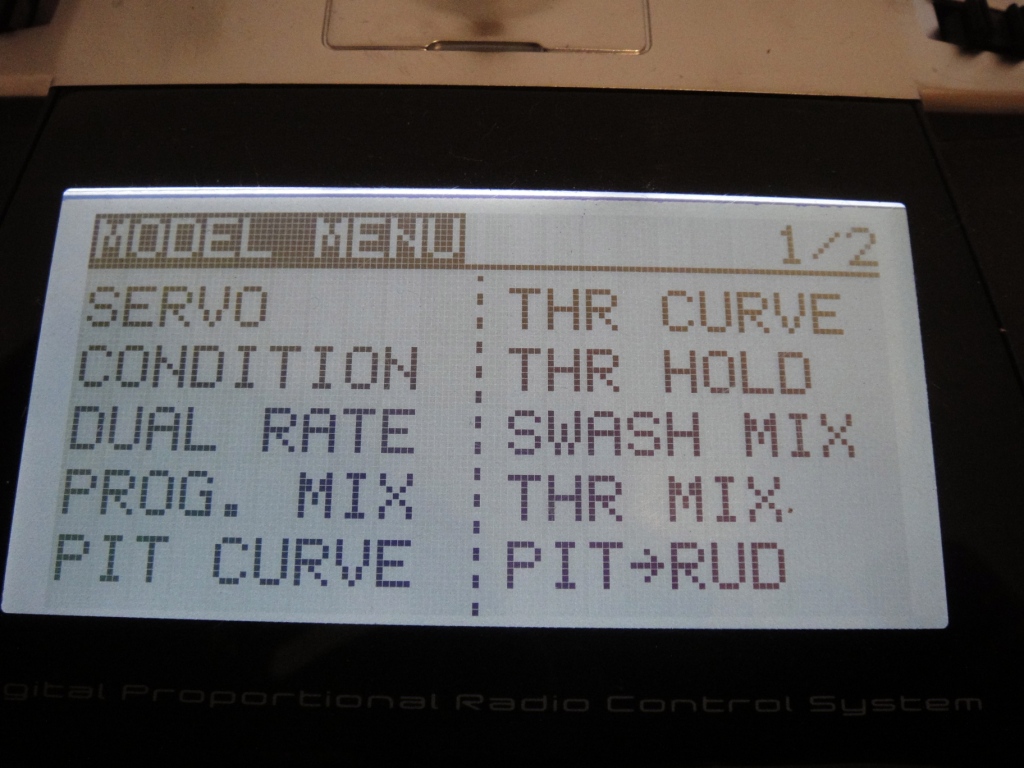 MODEL MENU 1/2
SERVO
CONDITION
DUAL RATE
PROG. MIX
PIT CURVE
THR CURVE
THR HOLD
SWASH MIX
THR MIX
PIT→RUD
gital Proportional Radio Control System